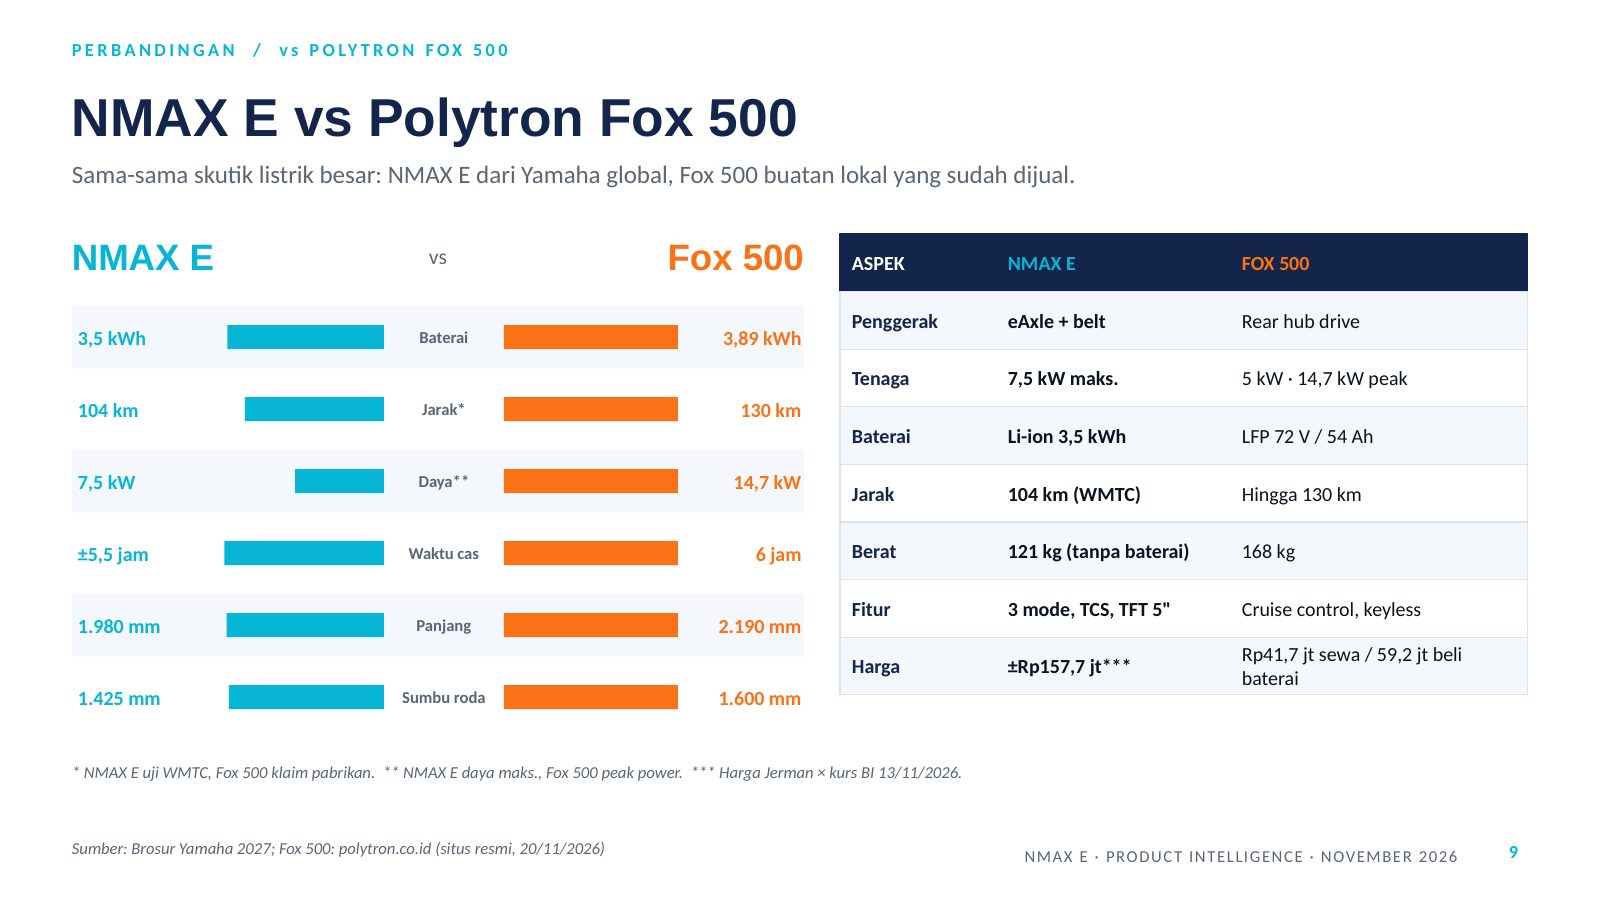 PERBANDINGAN / vs POLYTRON FOX 500
NMAX E vs Polytron Fox 500
Sama-sama skutik listrik besar: NMAX E dari Yamaha global, Fox 500 buatan lokal yang sudah dijual.
NMAX E VS Fox 500
3,5 kWh Baterai 3,89 kWh
104 km Jarak* 130 km
7,5 kW Daya** 14,7 kW
±5,5 jam Waktu cas 6 jam
1.980 mm Panjang 2.190 mm
1.425 mm Sumbu roda 1.600 mm
ASPEK NMAX E FOX 500
Penggerak eAxle + belt Rear hub drive
Tenaga 7,5 kW maks. 5 kW · 14,7 kW peak
Baterai Li-ion 3,5 kWh LFP 72 V / 54 Ah
Jarak 104 km (WMTC) Hingga 130 km
Berat 121 kg (tanpa baterai) 168 kg
Fitur 3 mode, TCS, TFT 5" Cruise control, keyless
Harga ±Rp157,7 jt*** Rp41,7 jt sewa / 59,2 jt beli
baterai
* NMAX E uji WMTC, Fox 500 klaim pabrikan. ** NMAX E daya maks., Fox 500 peak power. *** Harga Jerman × kurs BI 13/11/2026.
Sumber: Brosur Yamaha 2027; Fox 500: polytron.co.id (situs resmi, 20/11/2026)
NMAX E · PRODUCT INTELLIGENCE · NOVEMBER 2026 9